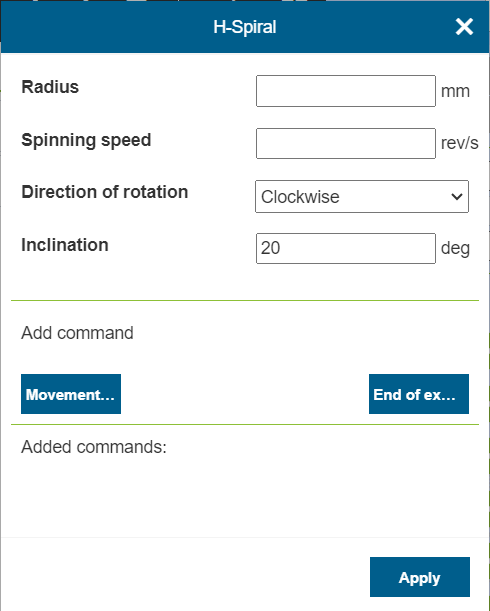 H-Spiral
Radius
mm
Spinning speed
rev/s
Direction of rotation
Clockwise
Inclination
20
deg
Add command
Movement...
End of ex...
Added commands:
Apply